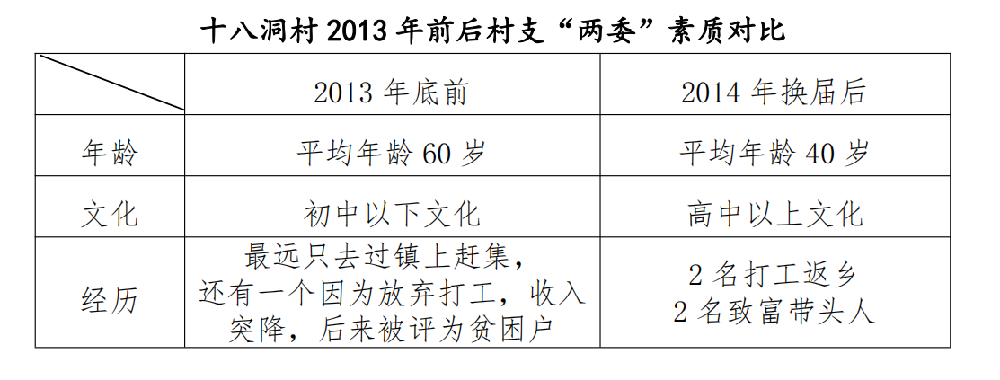 十八洞村 2013 年前后村支“两委”素质对比
2013 年底前 2014 年换届后
年龄 平均年龄 60 岁 平均年龄 40 岁
文化 初中以下文化 高中以上文化
经历
最远只去过镇上赶集，
还有一个因为放弃打工，收入
突降，后来被评为贫困户
2 名打工返乡
2 名致富带头人